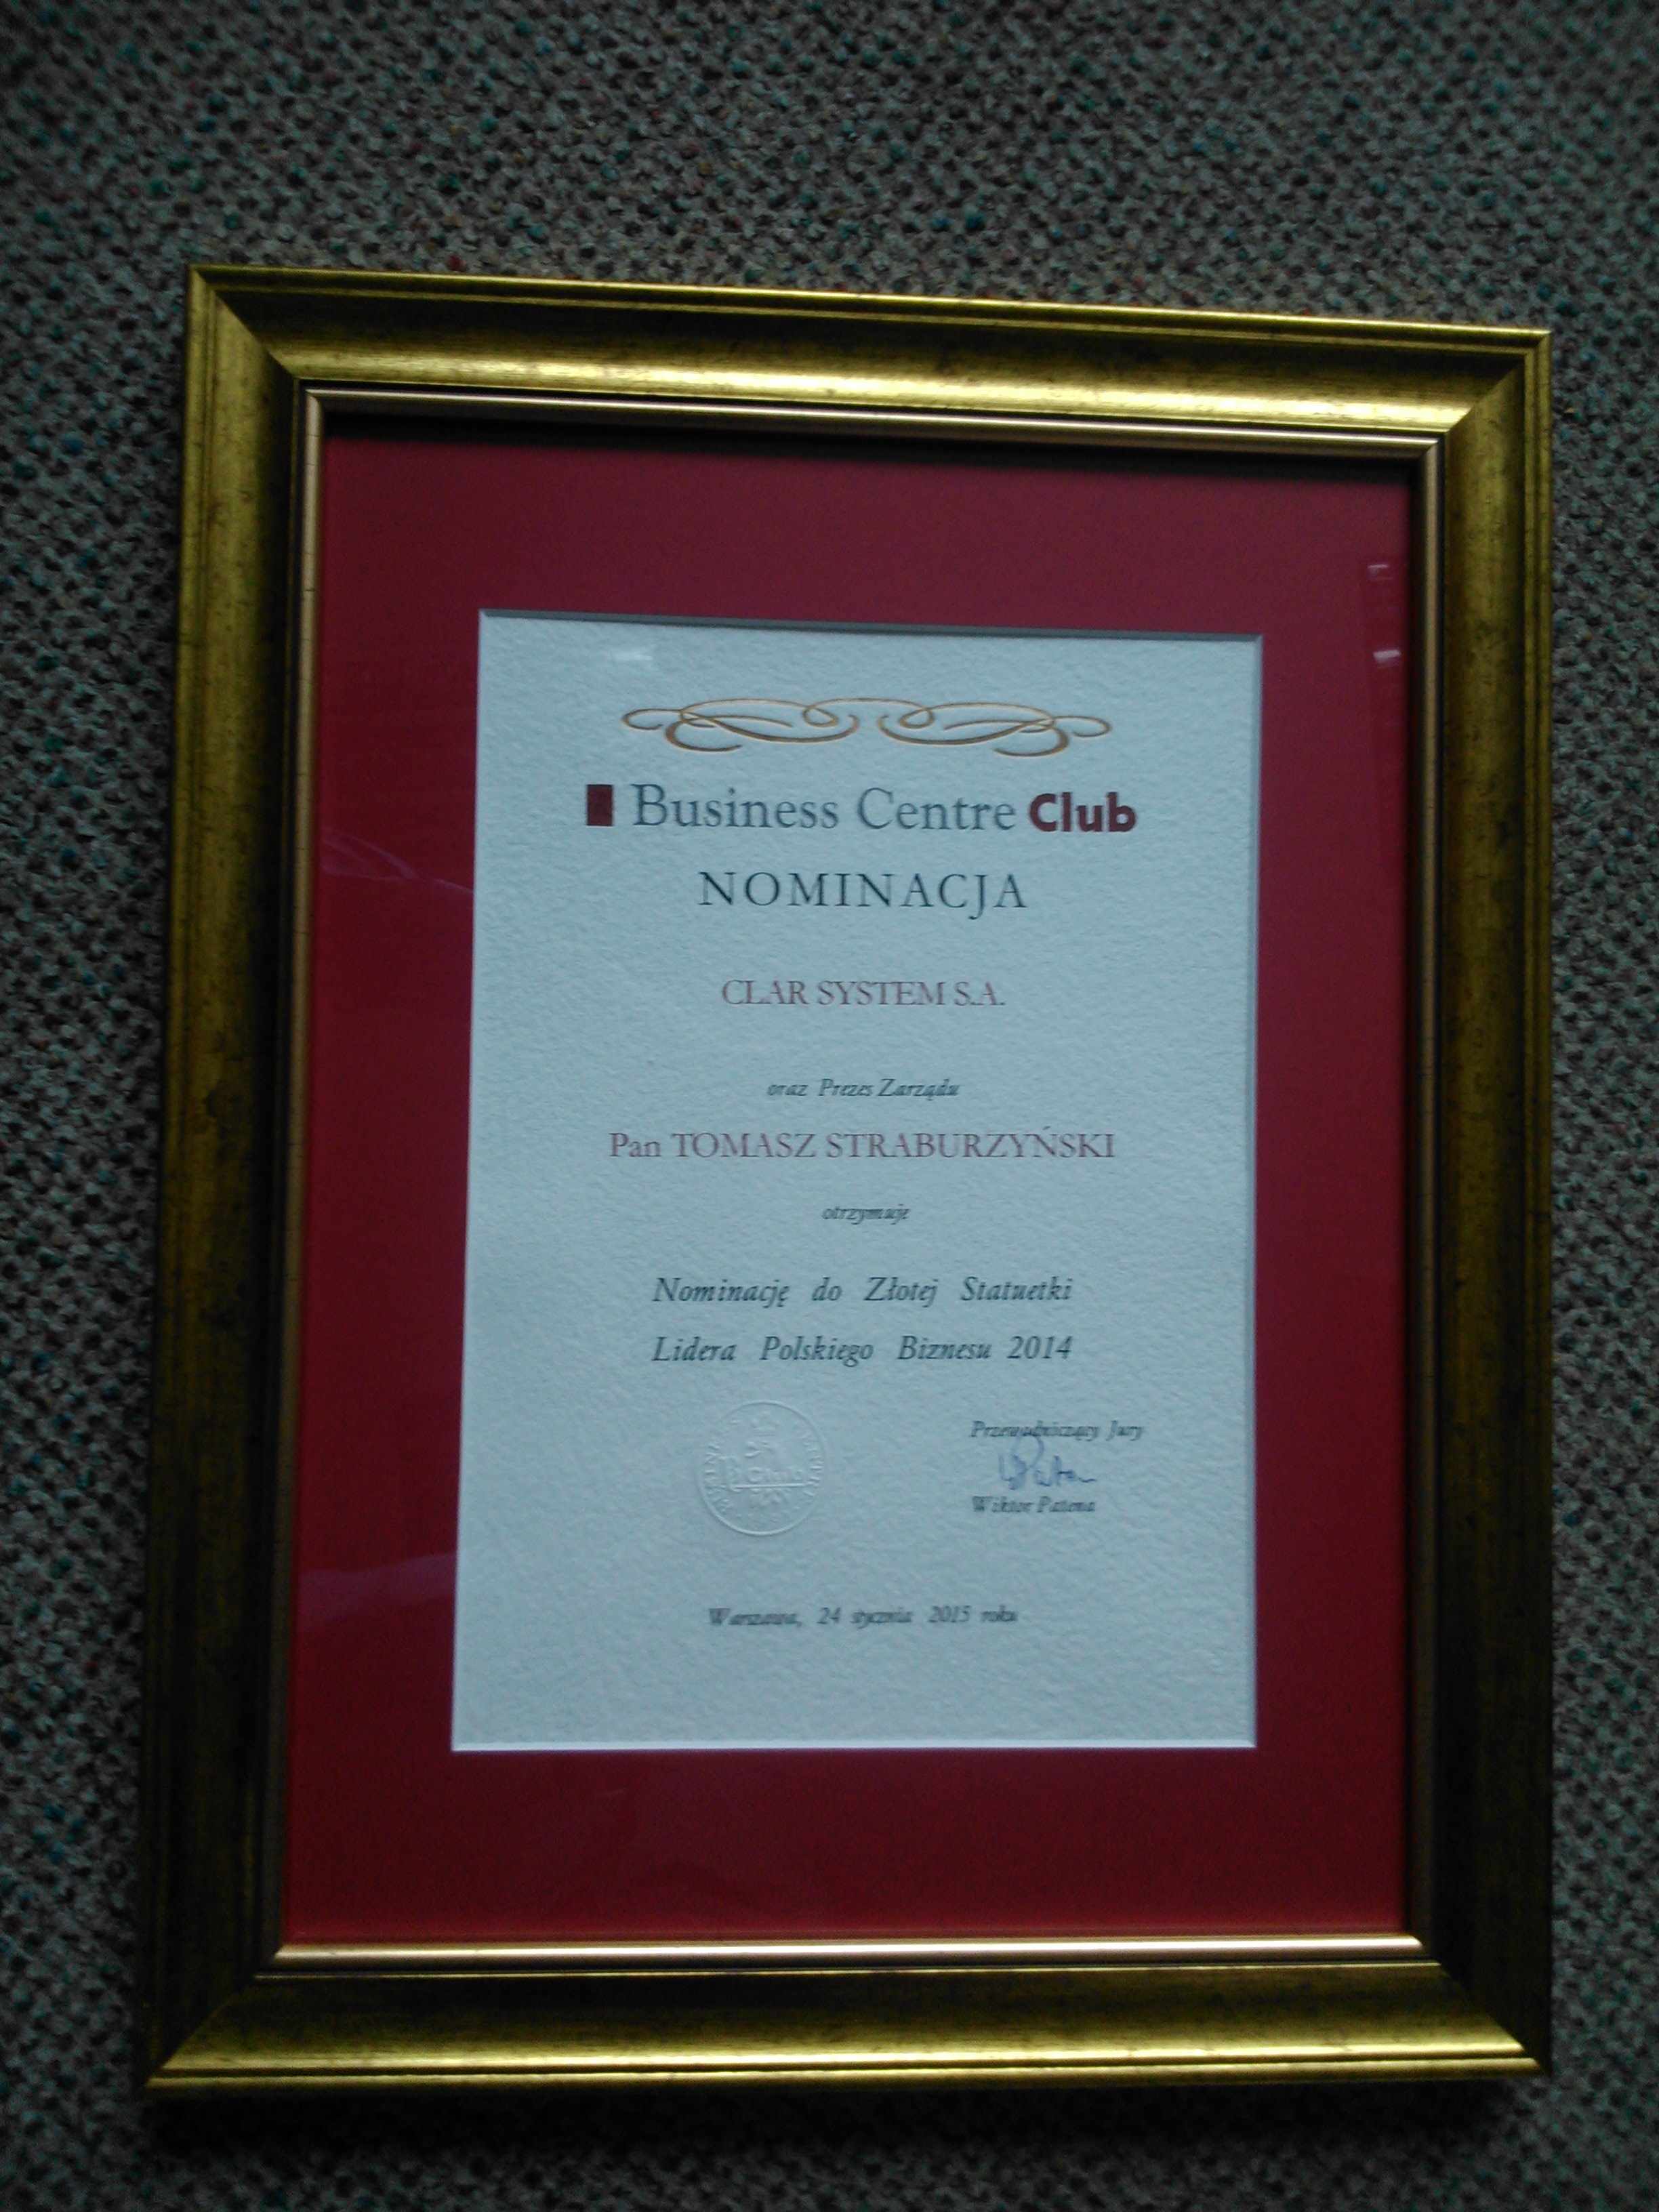 Business Centre Club
NOMINACJA
CLAR SYSTEM S.A.
oraz Prezes Zarządu
Pan TOMASZ STRABURZYŃSKI
otrzymuje
Nominację do Złotej Statuetki
Lidera Polskiego Biznesu 2014
Przewodniczący Jury
Wiktor Patena
Warszawa, 24 stycznia 2015 roku